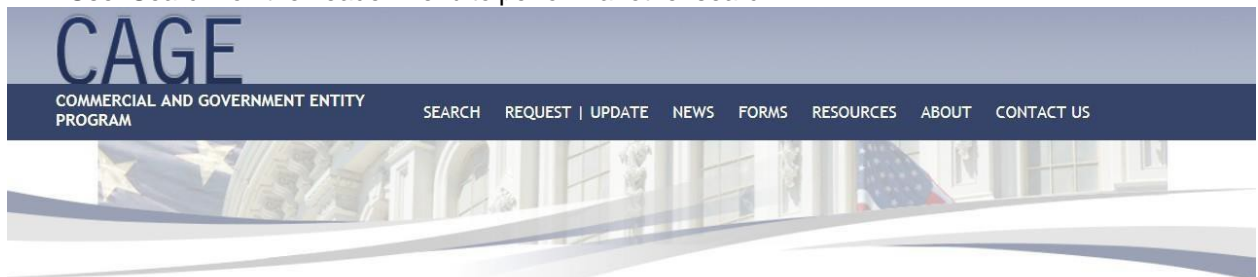 CAGE
COMMERCIAL AND GOVERNMENT ENTITY
PROGRAM
SEARCH REQUEST | UPDATE NEWS FORMS RESOURCES ABOUT CONTACT US